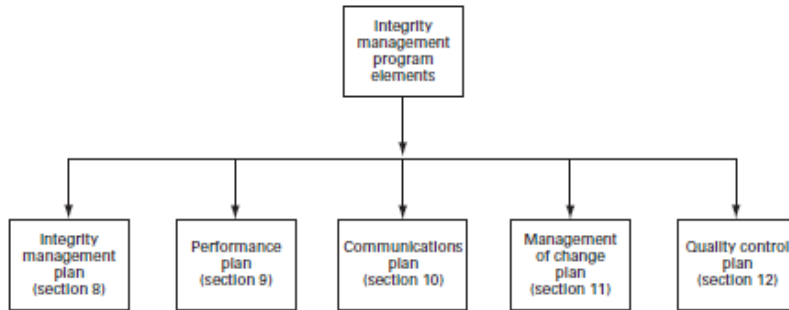 Integrity
management
program
elements
Integrity
management
plan
(section 8)
Performance
plan
(section 9)
Communications
plan
(section 10)
Management
of change
plan
(section 11)
Quality control
plan
(section 12)